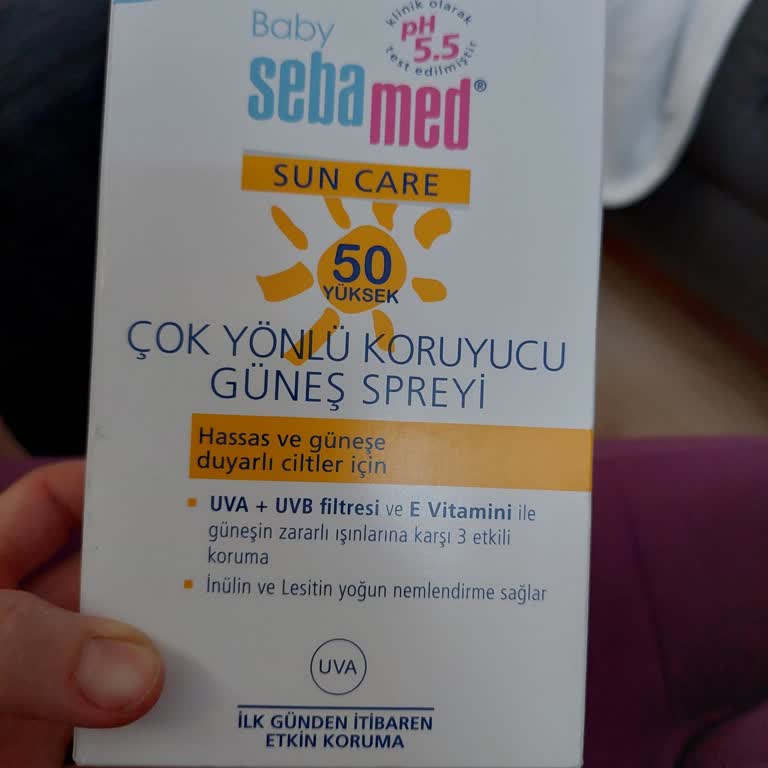 Baby
sebamed®
klinik olarak
pH
5.5
test edilmiştir
SUN CARE
50
YÜKSEK
ÇOK YÖNLÜ KORUYUCU
GÜNEŞ SPREYİ
Hassas ve güneşe
duyarlı ciltler için
UVA + UVB filtresi ve E Vitamini ile
güneşin zararlı ışınlarına karşı 3 etkili
koruma
İnülin ve Lesitin yoğun nemlendirme sağlar
UVA
İLK GÜNDEN İTİBAREN
ETKİN KORUMA